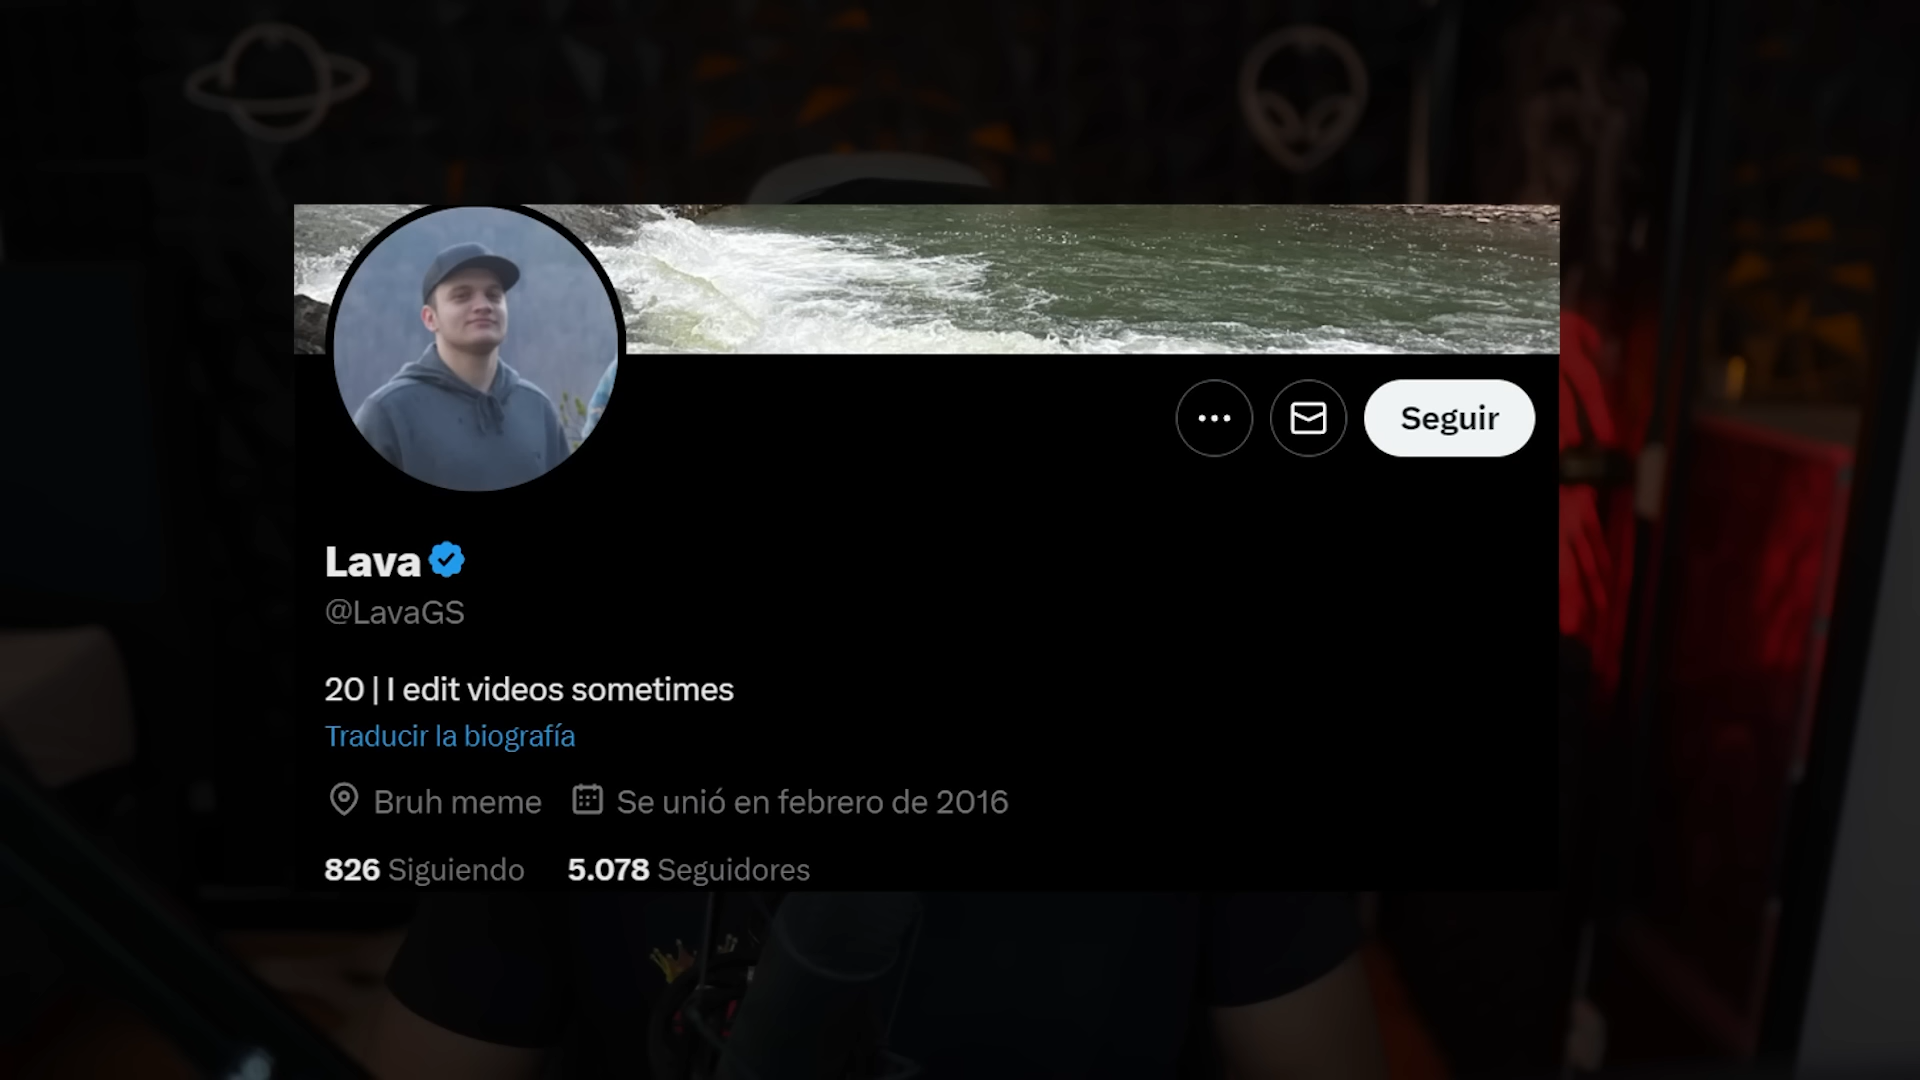 Seguir
Lava
@LavaGS
20 | I edit videos sometimes
Traducir la biografía
Bruh meme Se unió en febrero de 2016
826 Siguiendo 5.078 Seguidores